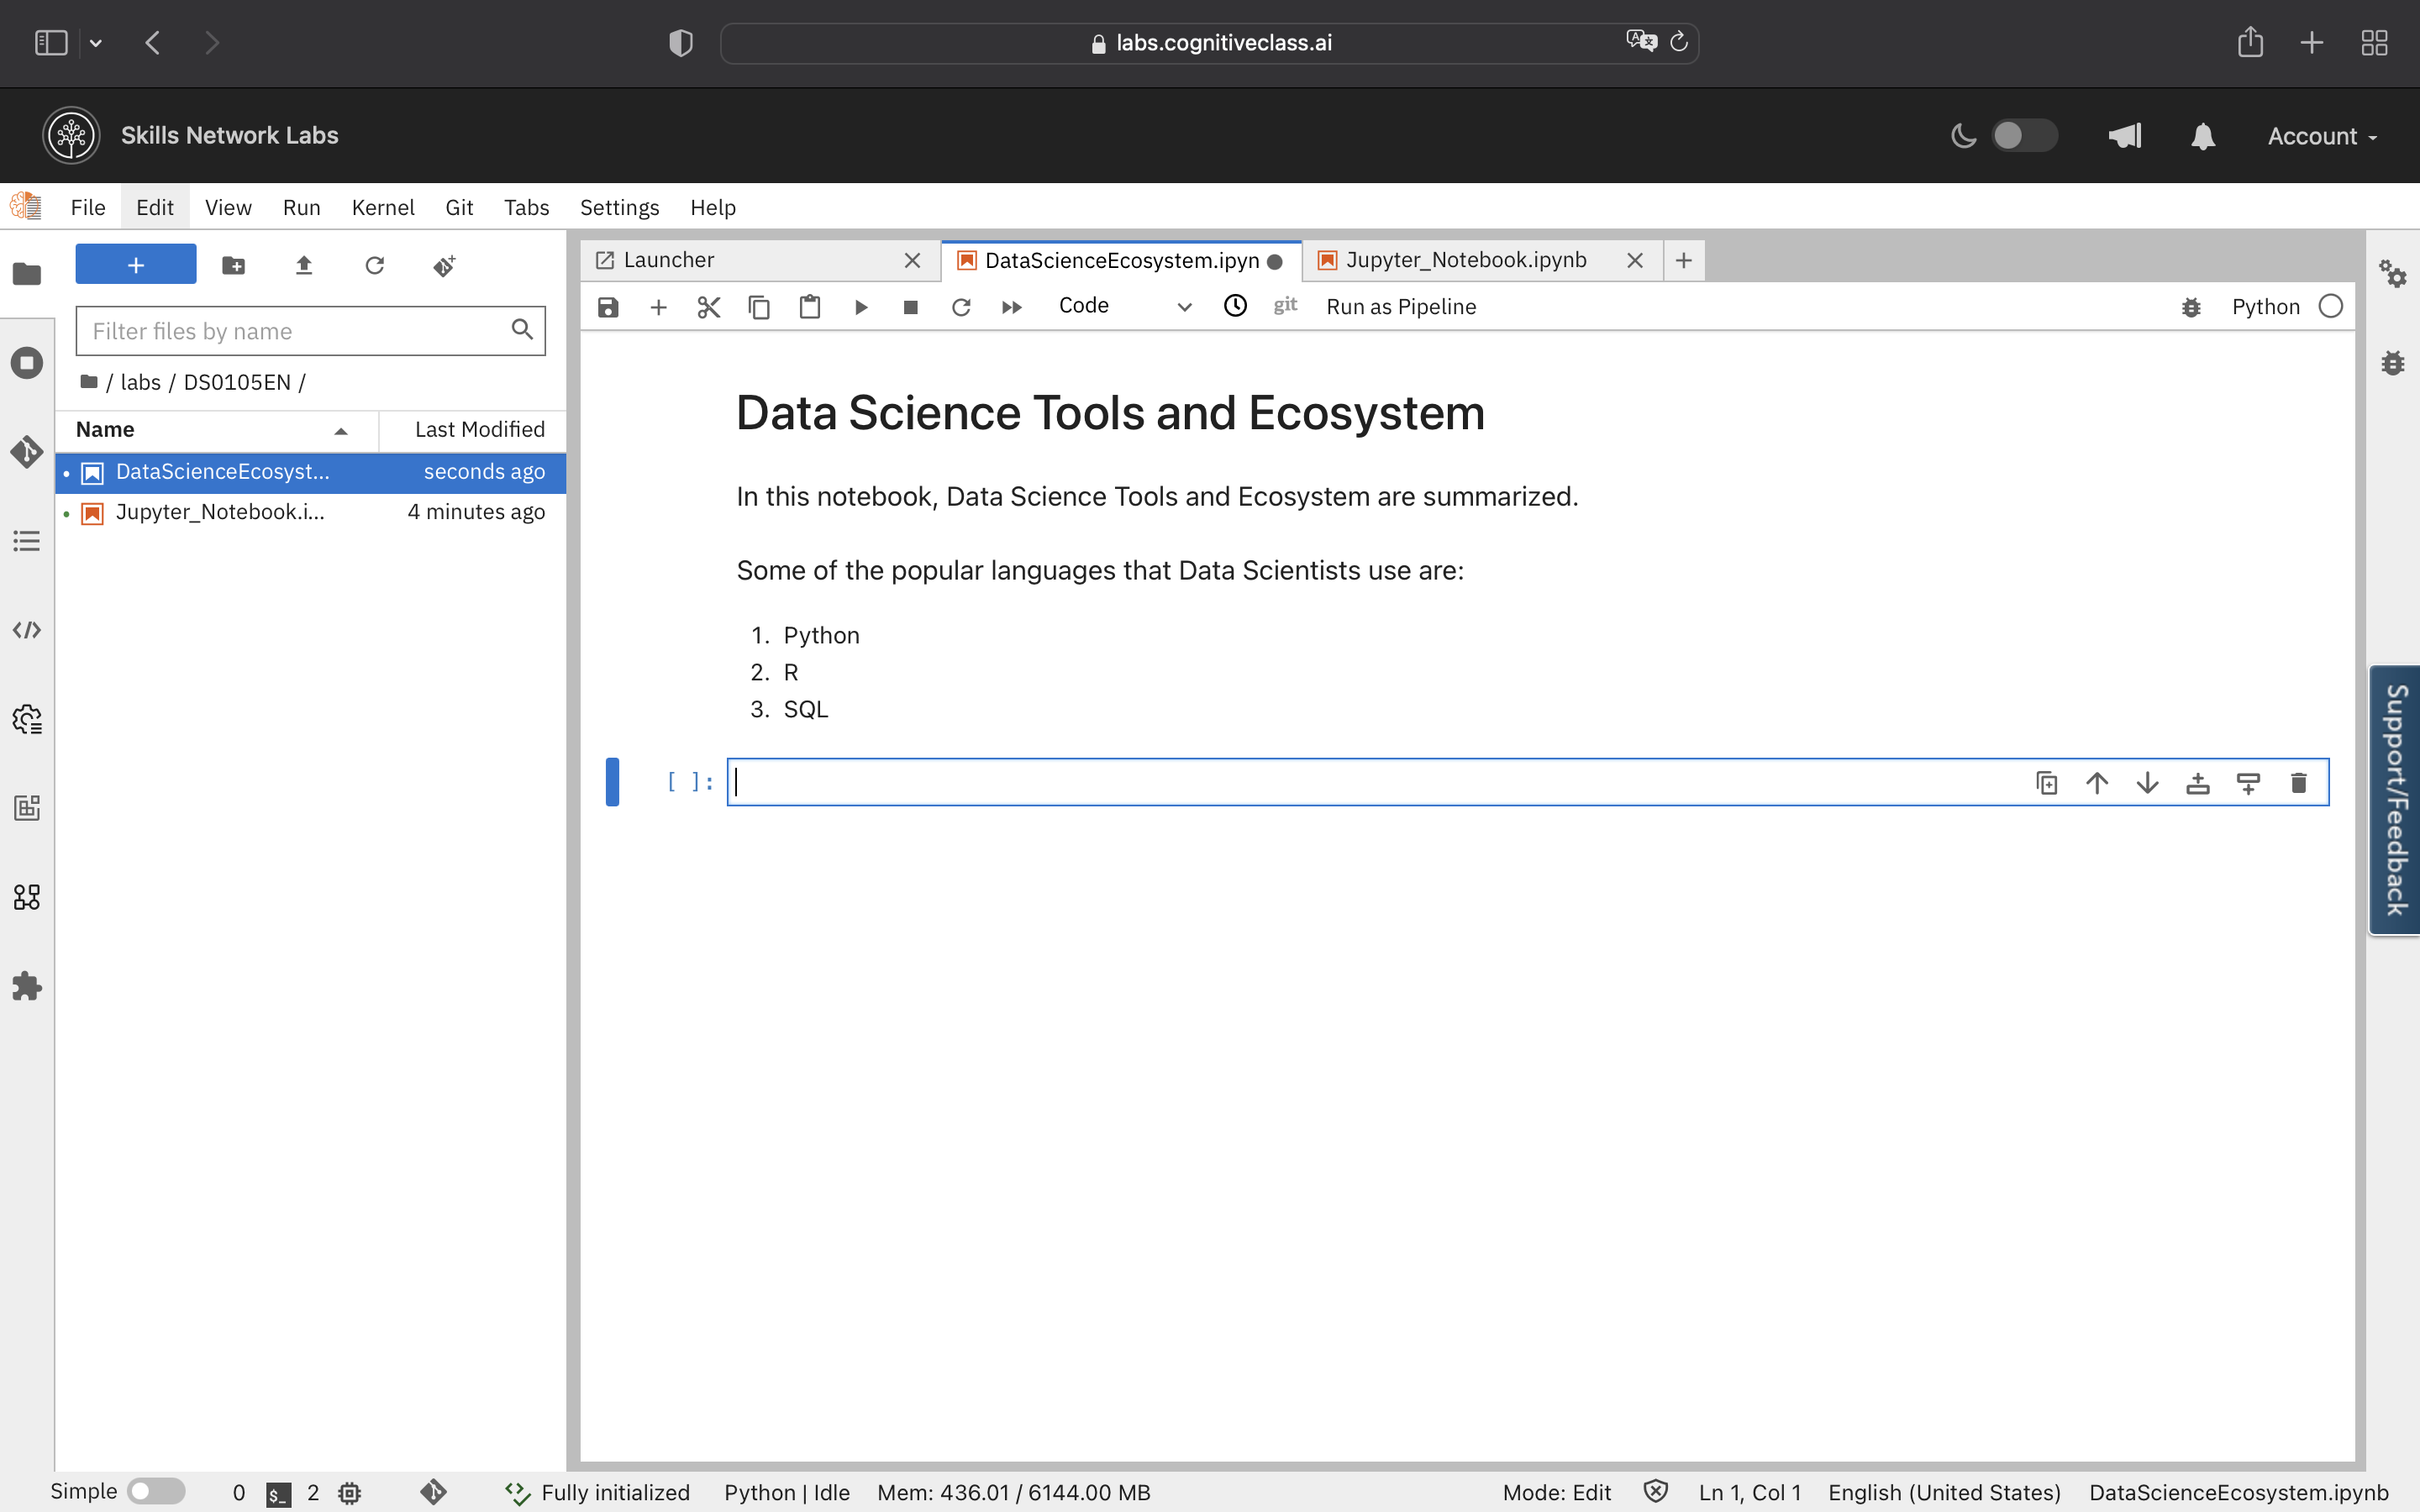 labs.cognitiveclass.ai
Skills Network Labs
Account
File Edit View Run Kernel Git Tabs Settings Help
+
Filter files by name
/ labs / DS0105EN /
Name Last Modified
DataScienceEcosyst... seconds ago
Jupyter_Notebook.i... 4 minutes ago
Launcher
DataScienceEcosystem.ipyn
Jupyter_Notebook.ipynb
Code
git
Run as Pipeline
Python
Data Science Tools and Ecosystem
In this notebook, Data Science Tools and Ecosystem are summarized.
Some of the popular languages that Data Scientists use are:
1. Python
2. R
3. SQL
[ ]:
Support/Feedback
Simple 0 $_ 2 Fully initialized Python | Idle Mem: 436.01 / 6144.00 MB Mode: Edit Ln 1, Col 1 English (United States) DataScienceEcosystem.ipynb